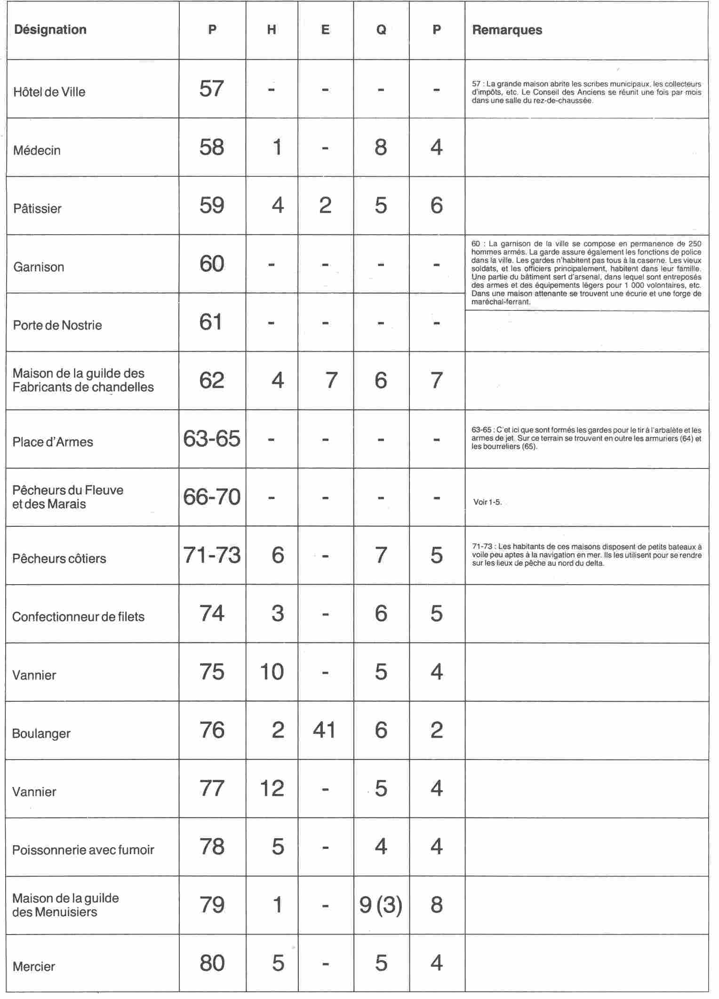 Désignation P H E Q P Remarques
Hôtel de Ville 57 - - - - 57 : La grande maison abrite les scribes municipaux, les collecteurs
d'impôts, etc. Le Conseil des Anciens se réunit une fois par mois
dans une salle du rez-de-chaussée.
Médecin 58 1 - 8 4
Pâtissier 59 4 2 5 6
Garnison 60 - - - - 60 : La garnison de la ville se compose en permanence de 250
hommes armés. La garde assure également les fonctions de police
dans la ville. Les gardes n'habitent pas tous à la caserne. Les vieux
soldats, et les officiers principalement, habitent dans leur famille.
Une partie du bâtiment sert d'arsenal, dans lequel sont entreposés
des armes et des équipements légers pour 1 000 volontaires, etc.
Dans une maison attenante se trouvent une écurie et une forge de
maréchal-ferrant.
Porte de Nostrie 61 - - - -
Maison de la guilde des
Fabricants de chandelles 62 4 7 6 7
Place d'Armes 63-65 - - - - 63-65 : C'et ici que sont formés les gardes pour le tir à l'arbalète et les
armes de jet. Sur ce terrain se trouvent en outre les armuriers (64) et
les bourreliers (65).
Pêcheurs du Fleuve
et des Marais 66-70 - - - - Voir 1-5.
Pêcheurs côtiers 71-73 6 - 7 5 71-73 : Les habitants de ces maisons disposent de petits bateaux à
voile peu aptes à la navigation en mer. Ils les utilisent pour se rendre
sur les lieux de pêche au nord du delta.
Confectionneur de filets 74 3 - 6 5
Vannier 75 10 - 5 4
Boulanger 76 2 41 6 2
Vannier 77 12 - 5 4
Poissonnerie avec fumoir 78 5 - 4 4
Maison de la guilde
des Menuisiers 79 1 - 9 (3) 8
Mercier 80 5 - 5 4